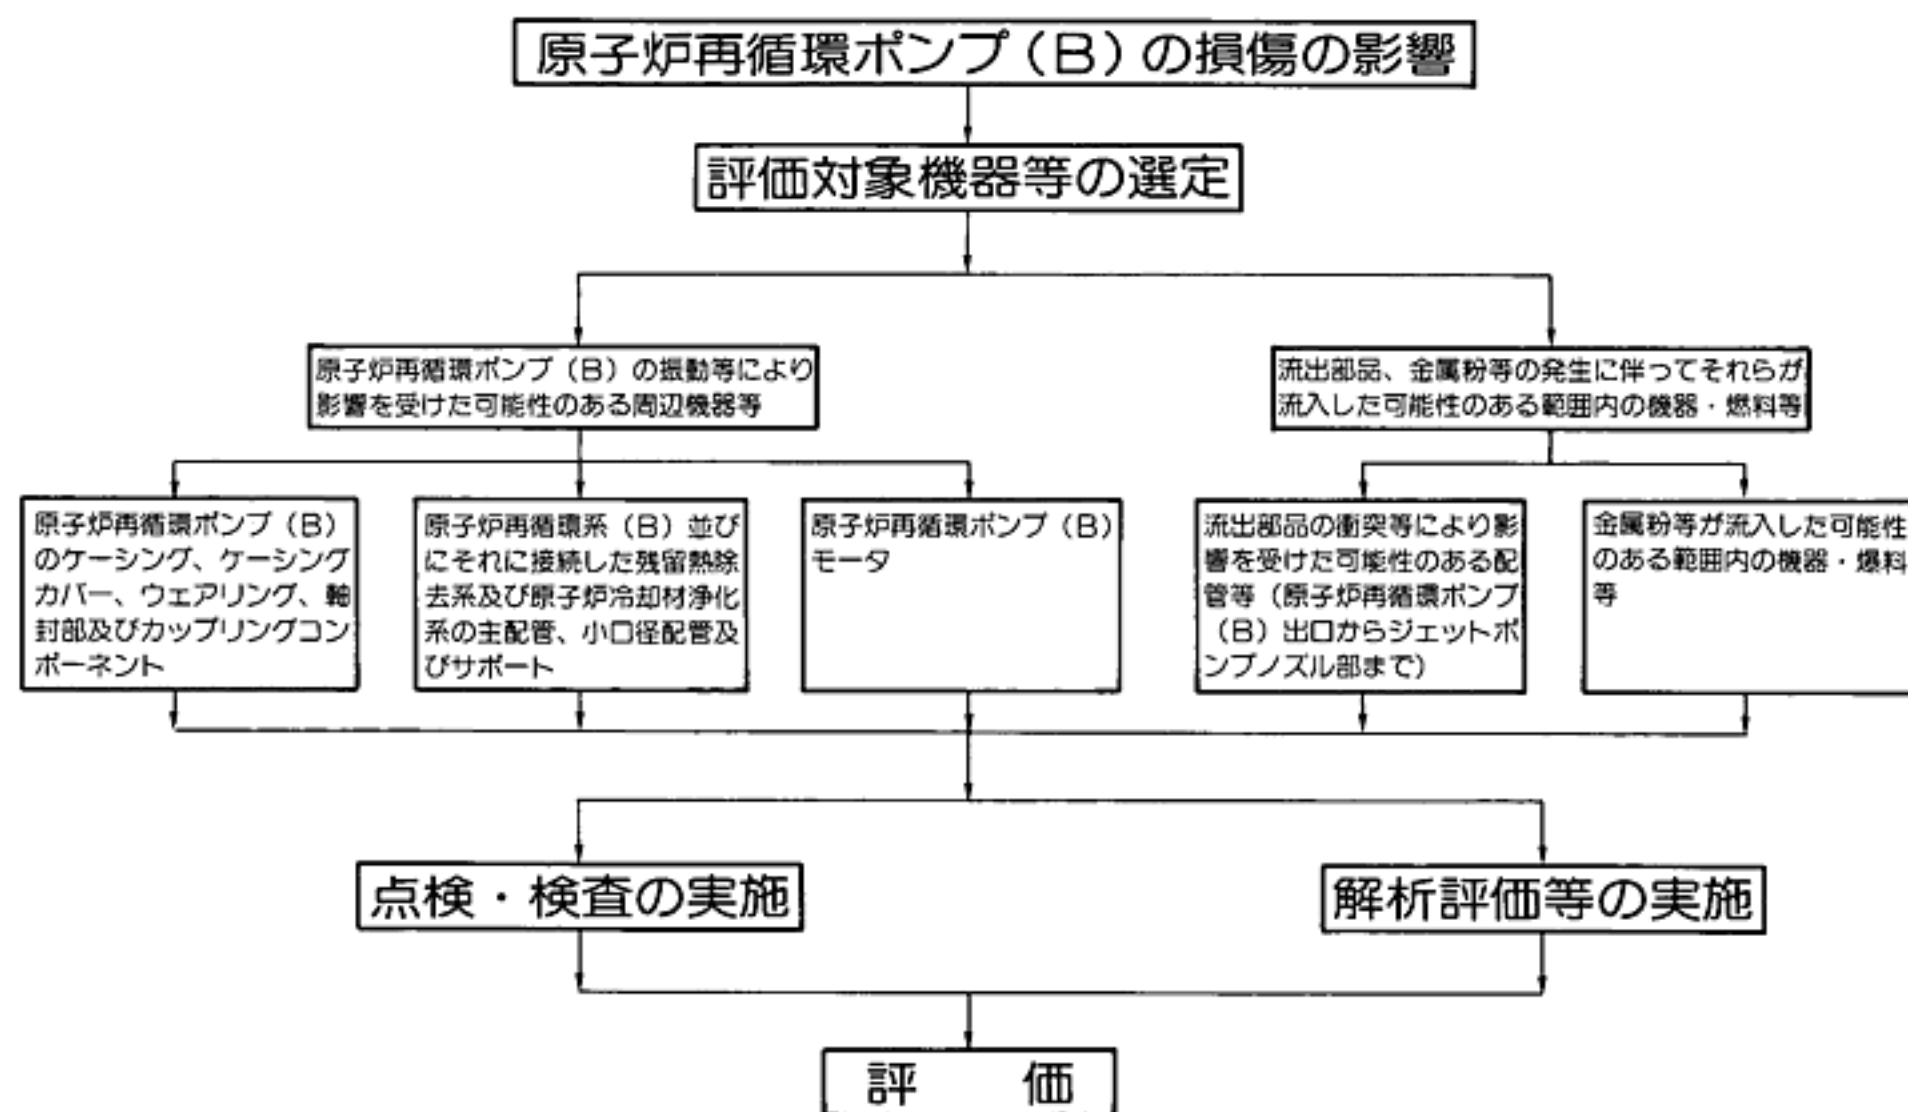 原子炉再循環ポンプ（B）の損傷の影響
評価対象機器等の選定
原子炉再循環ポンプ（B）の振動等により
影響を受けた可能性のある周辺機器等
流出部品、金属粉等の発生に伴ってそれらが
流入した可能性のある範囲内の機器・燃料等
原子炉再循環ポンプ（B）
のケーシング、ケーシング
カバー、ウェアリング、軸
封部及びカップリングコン
ポーネント
原子炉再循環系（B）並び
にそれに接続した残留熱除
去系及び原子炉冷却材浄化
系の主配管、小口径配管及
びサポート
原子炉再循環ポンプ（B）
モータ
流出部品の衝突等により影
響を受けた可能性のある配
管等（原子炉再循環ポンプ
（B）出口からジェットポ
ンプノズル部まで）
金属粉等が流入した可能性
のある範囲内の機器・爆料
等
点検・検査の実施
解析評価等の実施
評　価